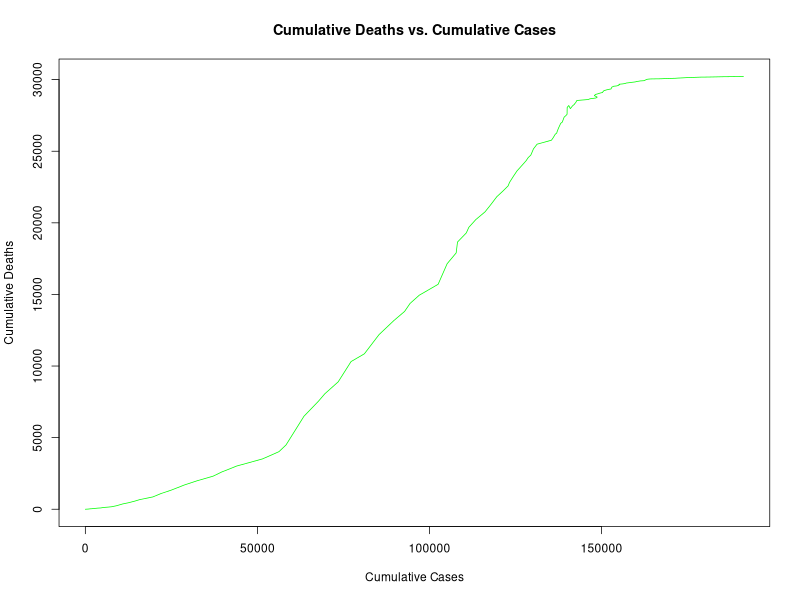 Cumulative Deaths vs. Cumulative Cases
30000
25000
20000
15000
10000
5000
0
Cumulative Deaths
0 50000 100000 150000
Cumulative Cases